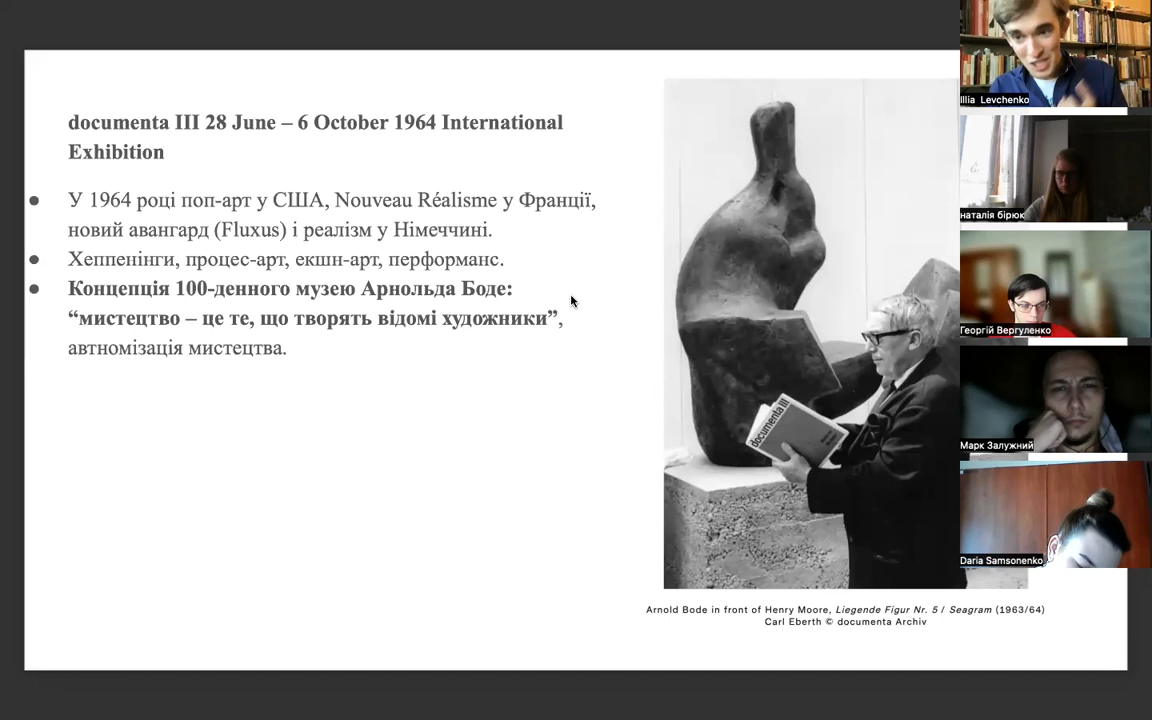 documenta III 28 June – 6 October 1964 International
Exhibition
● У 1964 році поп-арт у США, Nouveau Réalisme у Франції,
новий авангард (Fluxus) і реалізм у Німеччині.
● Хеппенінги, процес-арт, екшн-арт, перформанс.
● Концепція 100-денного музею Арнольда Боде:
“мистецтво – це те, що творять відомі художники”,
автномізація мистецтва.
documenta III
Arnold Bode in front of Henry Moore, Liegende Figur Nr. 5 / Seagram (1963/64)
Carl Eberth © documenta Archiv
Illia Levchenko
наталія бірюк
Георгій Вергуленко
Марк Залужний
Daria Samsonenko